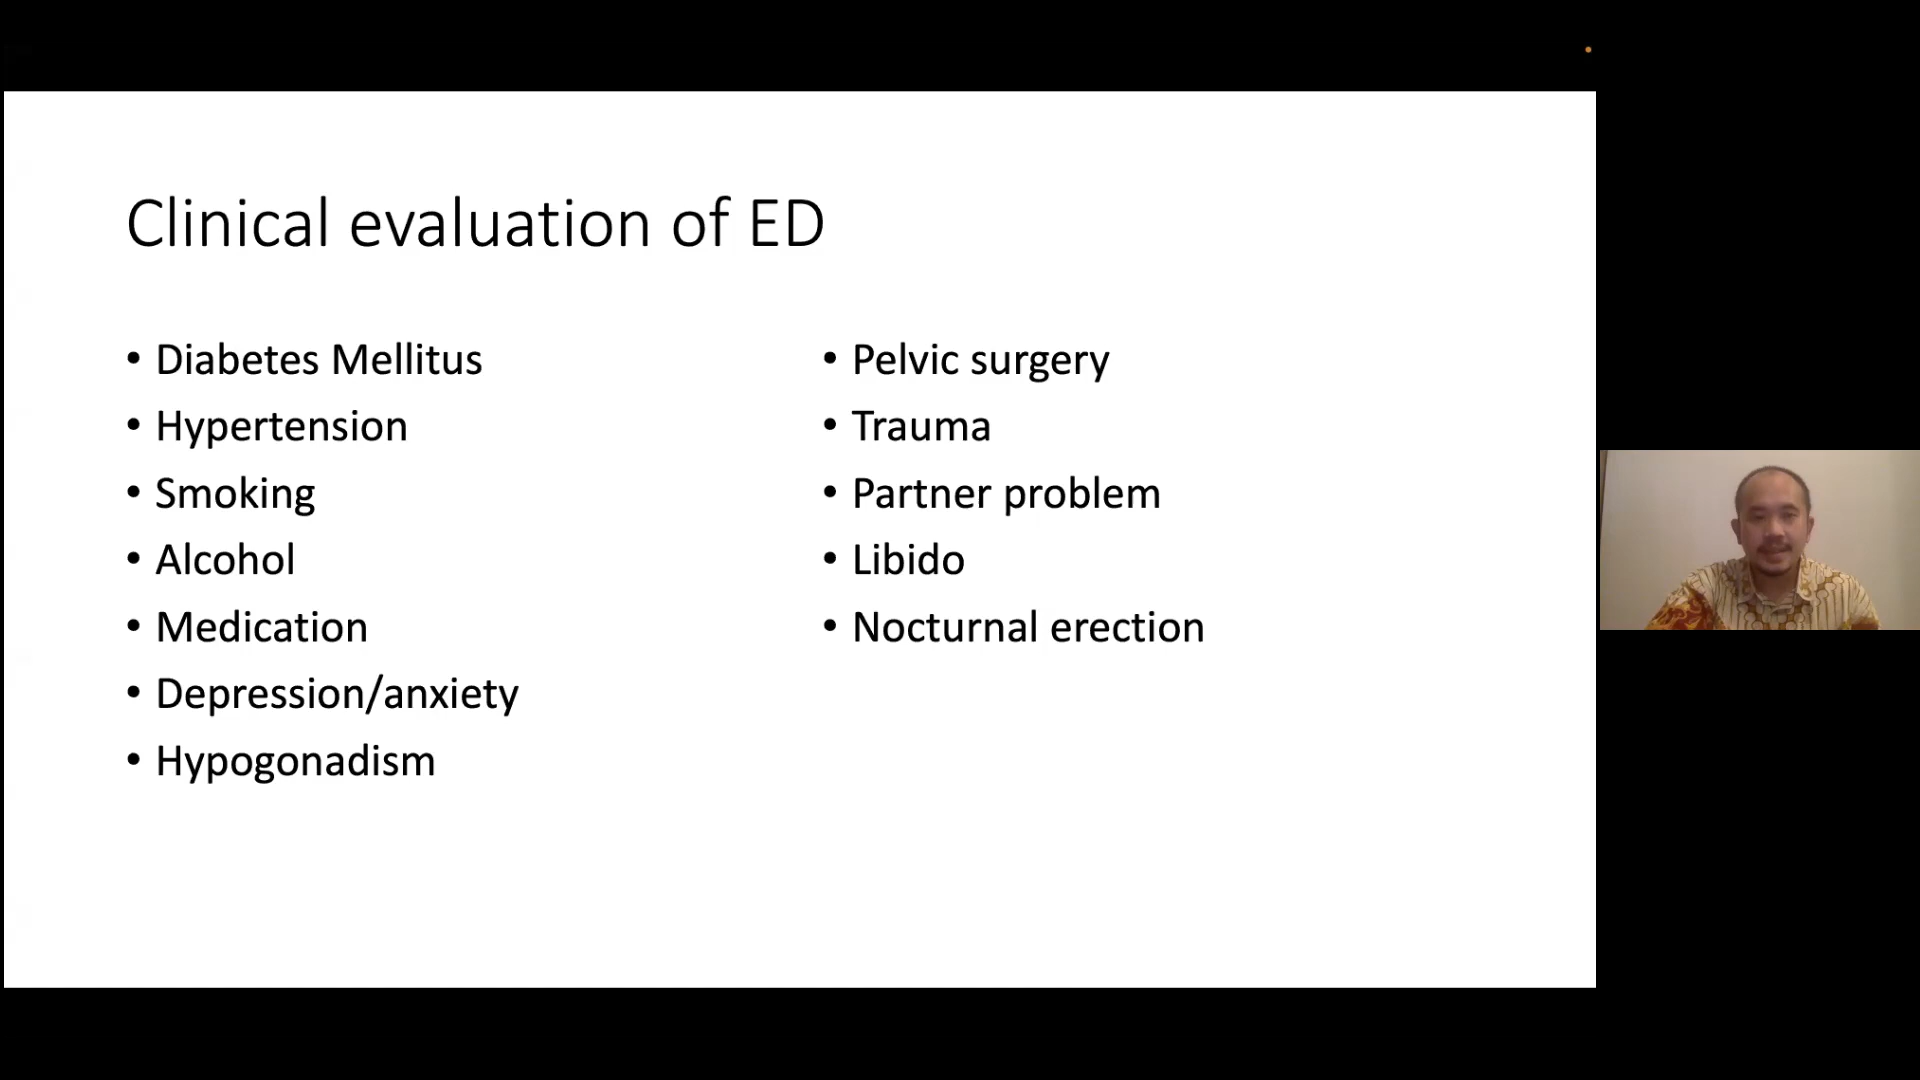 Clinical evaluation of ED
• Diabetes Mellitus
• Hypertension
• Smoking
• Alcohol
• Medication
• Depression/anxiety
• Hypogonadism
• Pelvic surgery
• Trauma
• Partner problem
• Libido
• Nocturnal erection